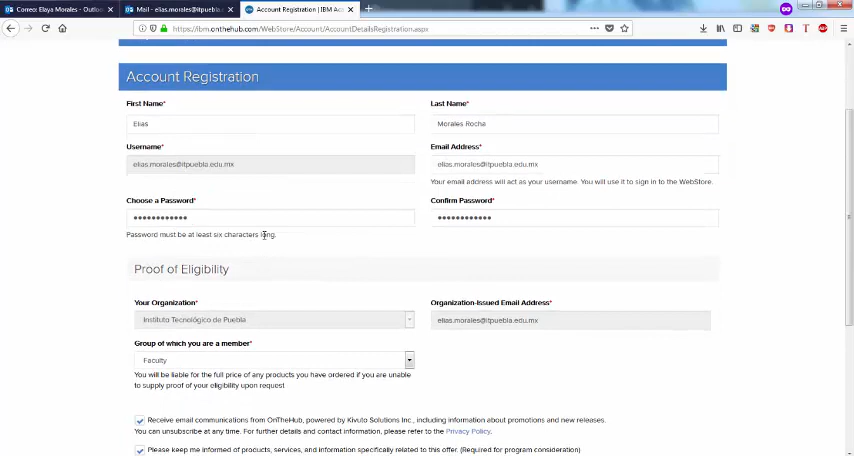 Correo: Elaya Morales - Outloo
Mail - elias.morales@itpuebla.
Account Registration | IBM Aca
https://ibm.onthehub.com/WebStore/Account/AccountDetailsRegistration.aspx
Account Registration
First Name* Last Name*
Elias Morales Rocha
Username* Email Address*
elias.morales@itpuebla.edu.mx elias.morales@itpuebla.edu.mx
Your email address will act as your username. You will use it to sign in to the WebStore.
Choose a Password* Confirm Password*
•••••••••••• ••••••••••••
Password must be at least six characters long.
Proof of Eligibility
Your Organization* Organization-Issued Email Address*
Instituto Tecnológico de Puebla elias.morales@itpuebla.edu.mx
Group of which you are a member*
Faculty
You will be liable for the full price of any products you have ordered if you are unable
to supply proof of your eligibility upon request
Receive email communications from OnTheHub, powered by Kivuto Solutions Inc., including information about promotions and new releases.
You can unsubscribe at any time. For further details and contact information, please refer to the Privacy Policy.
Please keep me informed of products, services, and information specifically related to this offer. (Required for program consideration)